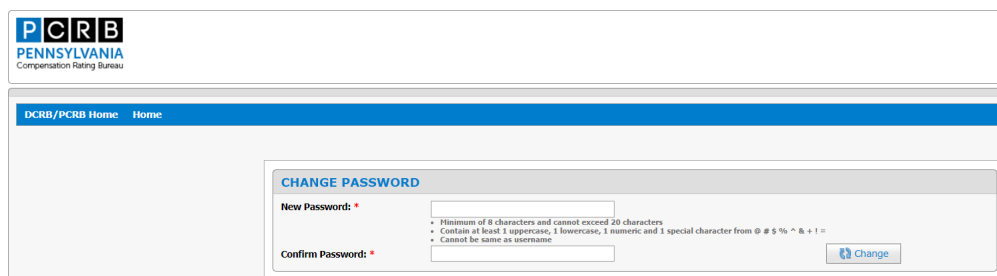 PCRB
PENNSYLVANIA
Compensation Rating Bureau
DCRB/PCRB Home Home
CHANGE PASSWORD
New Password: *
• Minimum of 8 characters and cannot exceed 20 characters
• Contain at least 1 uppercase, 1 lowercase, 1 numeric and 1 special character from @ # $ % ^ & + ! =
• Cannot be same as username
Confirm Password: *
Change